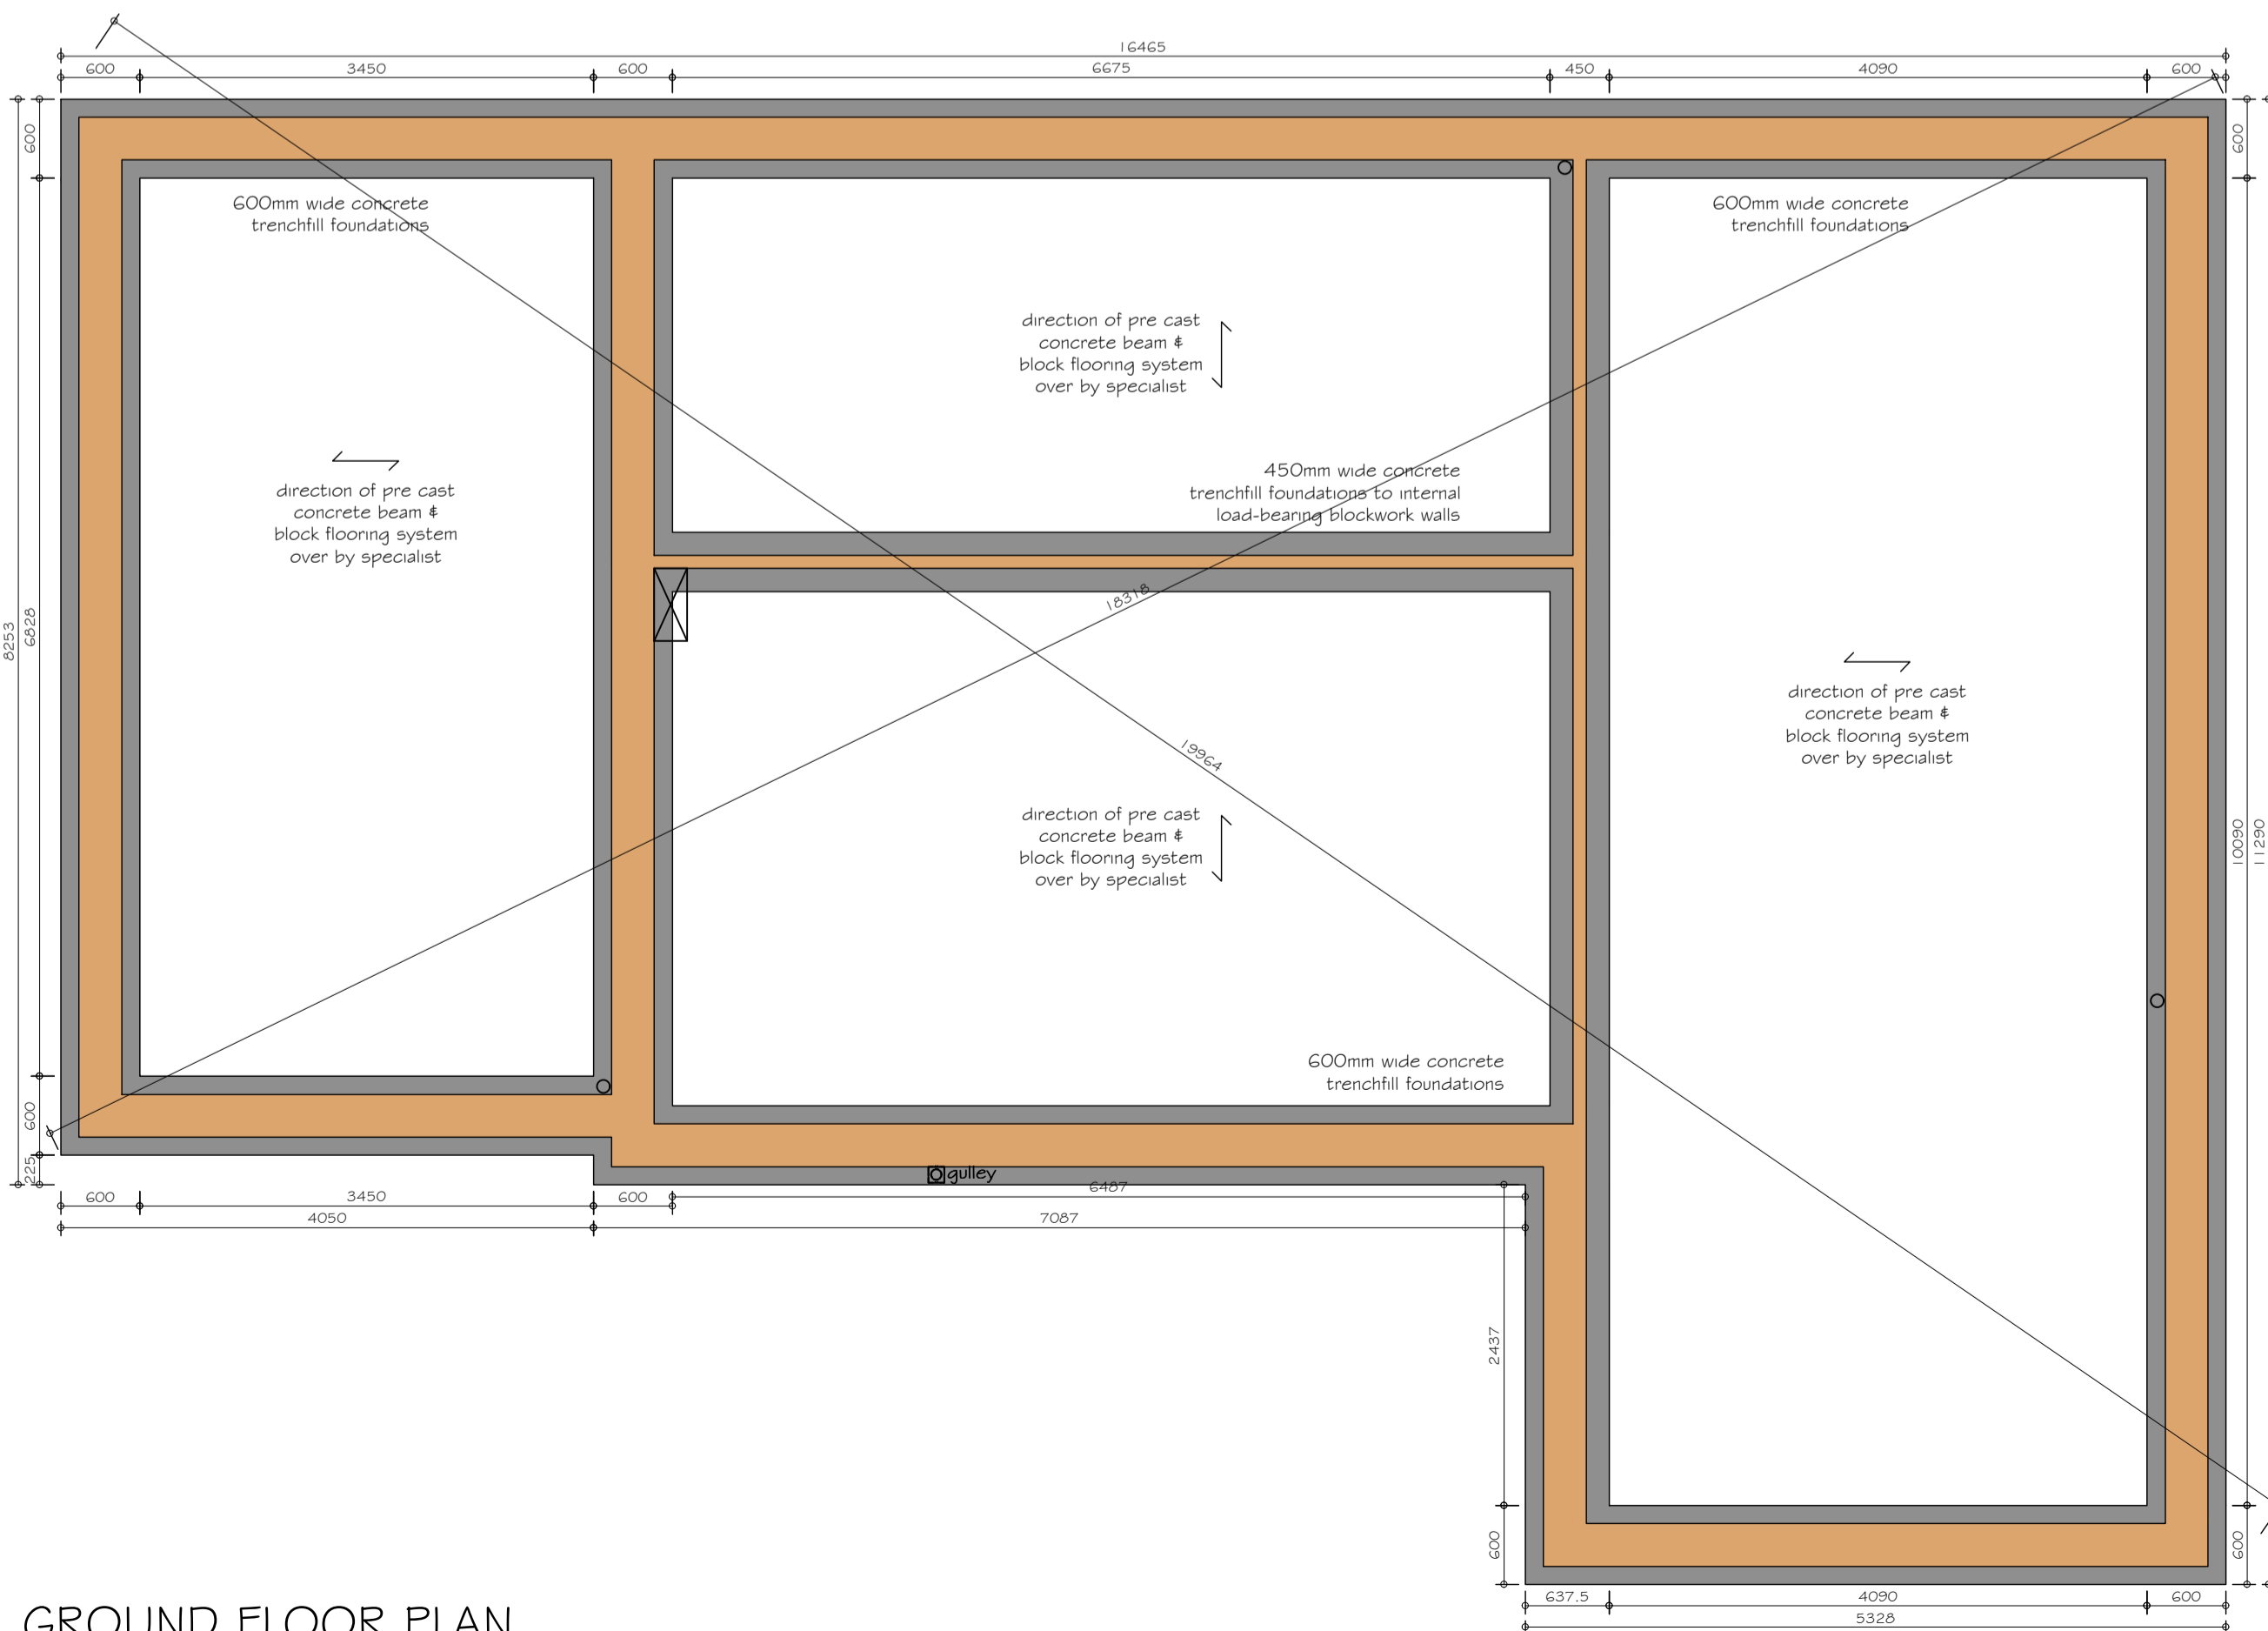 16465
600 3450 600 6675 450 4090 600
600
600
600mm wide concrete
trenchfill foundations
600mm wide concrete
trenchfill foundations
direction of pre cast
concrete beam &
block flooring system
over by specialist
450mm wide concrete
trenchfill foundations to internal
load-bearing blockwork walls
direction of pre cast
concrete beam &
block flooring system
over by specialist
18318
8253
6828
direction of pre cast
concrete beam &
block flooring system
over by specialist
19964
direction of pre cast
concrete beam &
block flooring system
over by specialist
10090
11290
600mm wide concrete
trenchfill foundations
600
225
gulley
600 3450 600 6487
4050 7087
2437
600
600
637.5 4090 600
5328
GROUND FLOOR PLAN